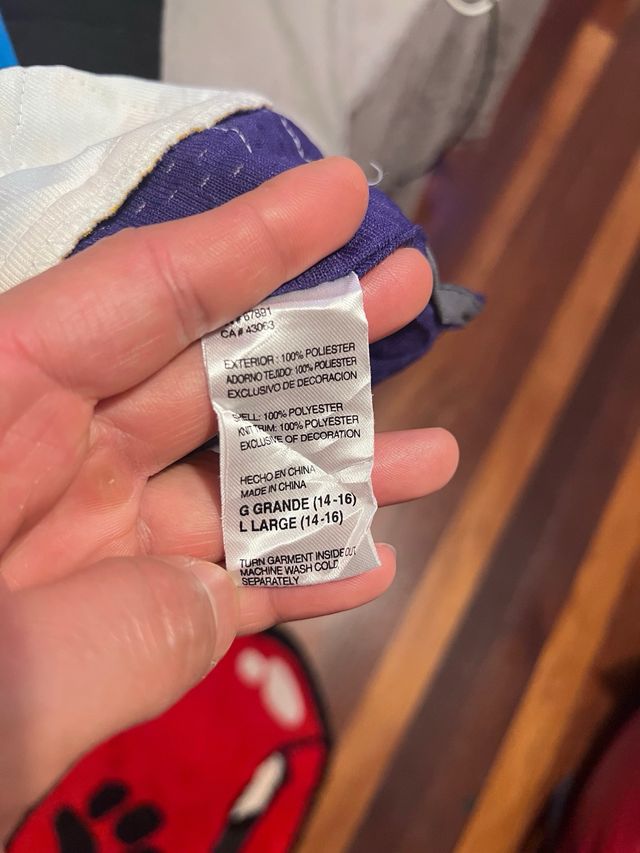 # 67891
CA# 43063
EXTERIOR: 100% POLIESTER
ADORNO TEJIDO: 100% POLIESTER
EXCLUSIVO DE DECORACION
SHELL: 100% POLYESTER
KNIT TRIM: 100% POLYESTER
EXCLUSIVE OF DECORATION
HECHO EN CHINA
MADE IN CHINA
G GRANDE (14-16)
L LARGE (14-16)
TURN GARMENT INSIDE OUT,
MACHINE WASH COLD
SEPARATELY